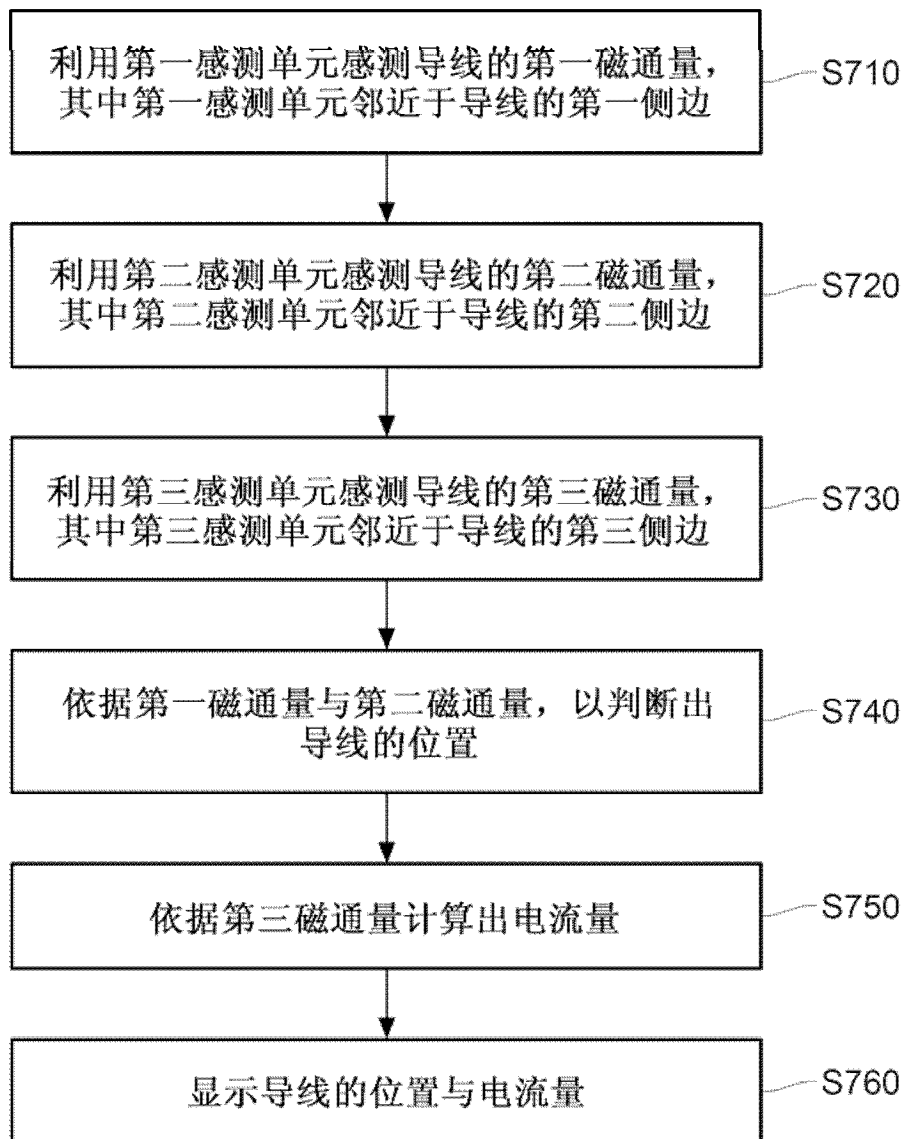 利用第一感测单元感测导线的第一磁通量，
其中第一感测单元邻近于导线的第一侧边
S710
利用第二感测单元感测导线的第二磁通量，
其中第二感测单元邻近于导线的第二侧边
S720
利用第三感测单元感测导线的第三磁通量，
其中第三感测单元邻近于导线的第三侧边
S730
依据第一磁通量与第二磁通量，以判断出
导线的位置
S740
依据第三磁通量计算出电流量
S750
显示导线的位置与电流量
S760